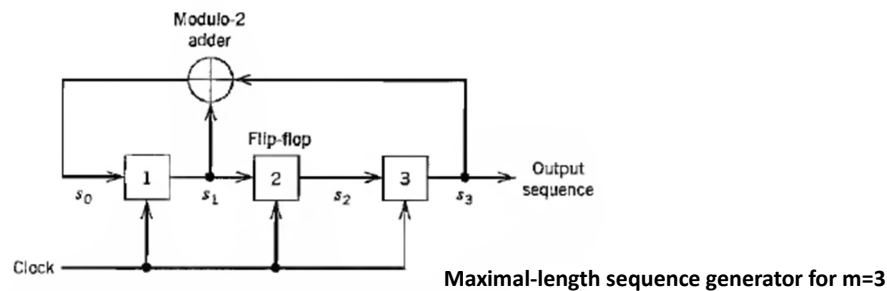 Modulo-2
adder
Flip-flop
1
2
3
s0
s1
s2
s3
Output
sequence
Clock
Maximal-length sequence generator for m=3